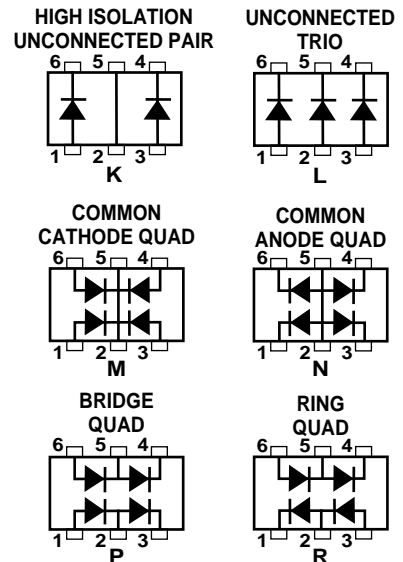 HIGH ISOLATION
UNCONNECTED PAIR
6 5 4
1 2 3
K
UNCONNECTED
TRIO
6 5 4
1 2 3
L
COMMON
CATHODE QUAD
6 5 4
1 2 3
M
COMMON
ANODE QUAD
6 5 4
1 2 3
N
BRIDGE
QUAD
6 5 4
1 2 3
P
RING
QUAD
6 5 4
1 2 3
R